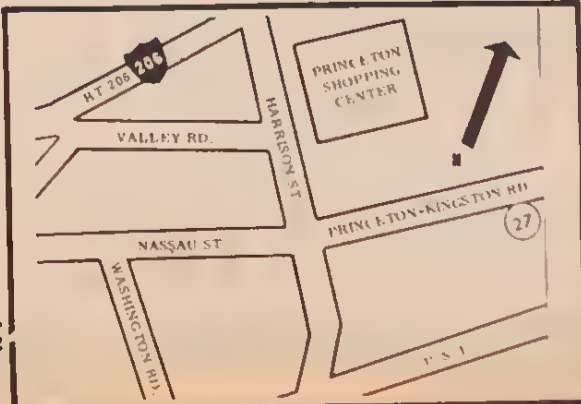 RT 206
206
PRINCETON
SHOPPING
CENTER
HARRISON ST
VALLEY RD.
N
PRINCETON-KINGSTON RD
27
NASSAU ST
WASHINGTON RD.